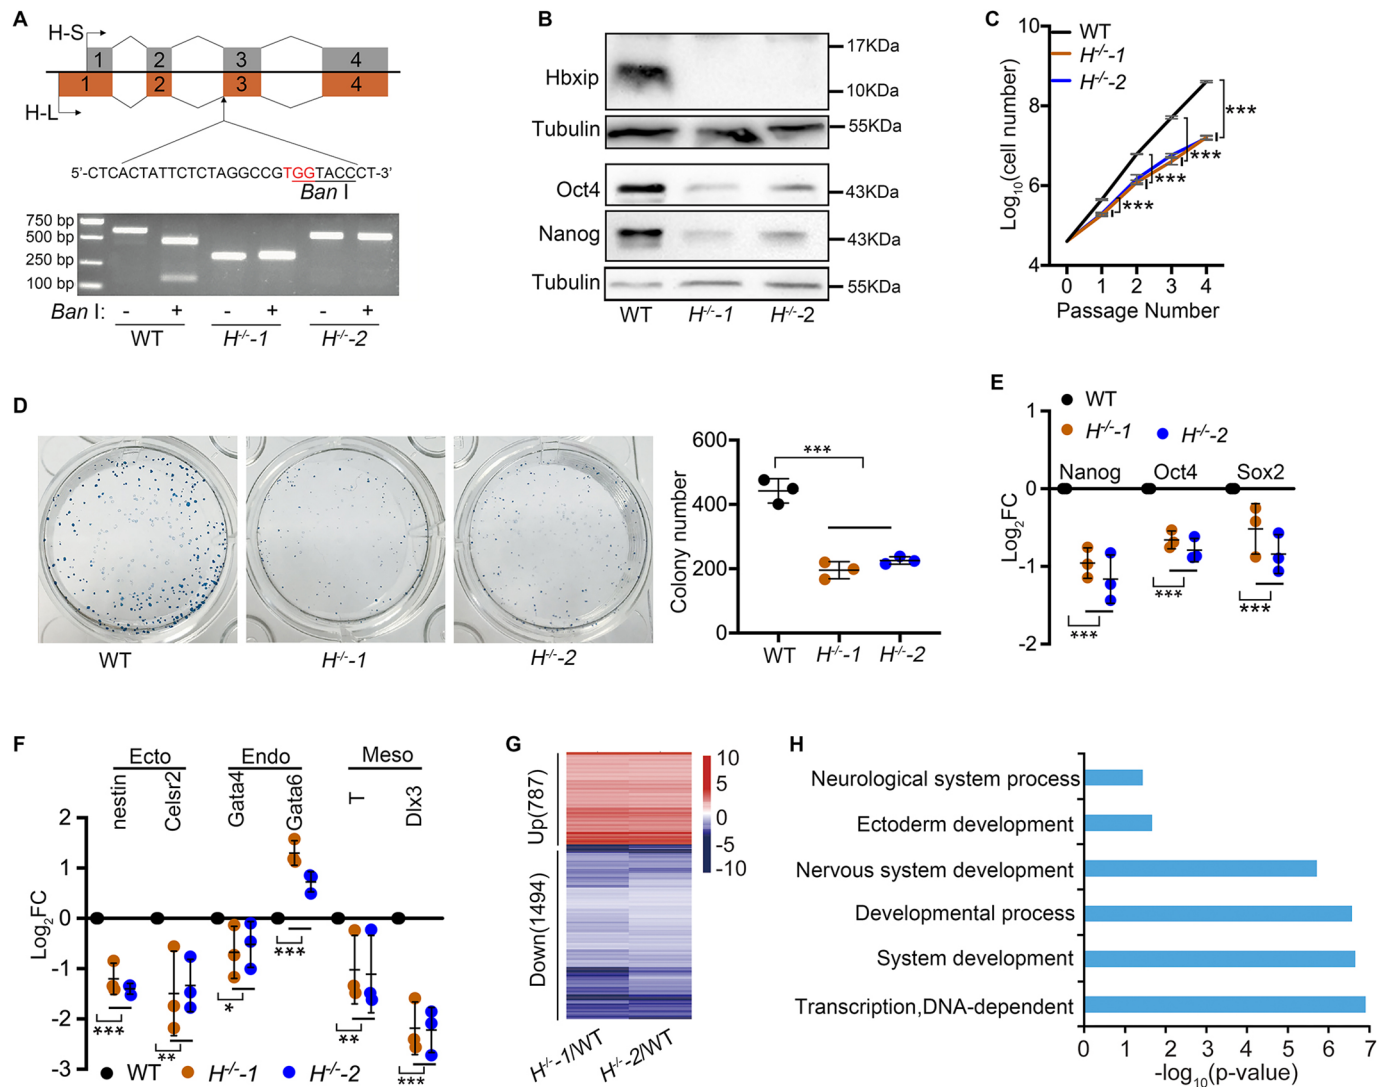 A
H-S
1 2 3 4
1 2 3 4
H-L
5'-CTCACTATTCTCTAGGCCGTGGTACCCT-3'
Ban I
750 bp
500 bp
250 bp
100 bp
Ban I: - + - + - +
WT H-/--1 H-/--2
B
Hbxip
17KDa
10KDa
Tubulin
55KDa
Oct4
43KDa
Nanog
43KDa
Tubulin
55KDa
WT H-/--1 H-/--2
C
WT
H-/--1
H-/--2
Log10(cell number)
10
8
6
4
***
***
***
***
0 1 2 3 4
Passage Number
D
WT H-/--1 H-/--2
Colony number
600
400
200
0
***
WT H-/--1 H-/--2
E
WT
H-/--1 H-/--2
Log2FC
1
0
-1
-2
Nanog Oct4 Sox2
*** *** ***
F
Ecto Endo Meso
nestin Celsr2 Gata4 Gata6 T Dlx3
Log2FC
2
1
0
-1
-2
-3
*** ** * *** ** ***
WT H-/--1 H-/--2
G
Up(787)
Down(1494)
10
5
0
-5
-10
H-/--1/WT H-/--2/WT
H
Neurological system process
Ectoderm development
Nervous system development
Developmental process
System development
Transcription,DNA-dependent
0 1 2 3 4 5 6 7
-log10(p-value)